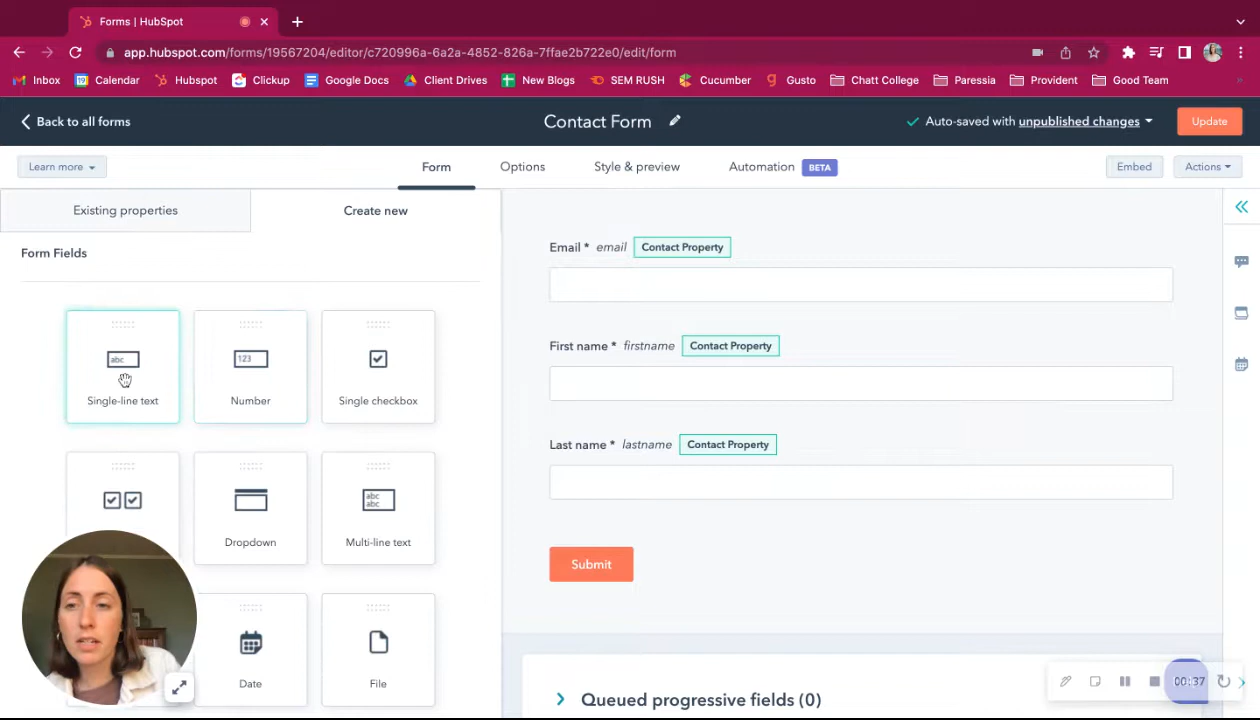 Forms | HubSpot
app.hubspot.com/forms/19567204/editor/c720996a-6a2a-4852-826a-7ffae2b722e0/edit/form
Inbox Calendar Hubspot Clickup Google Docs Client Drives New Blogs SEM RUSH Cucumber Gusto Chatt College Paressia Provident Good Team
Back to all forms Contact Form Auto-saved with unpublished changes Update
Learn more Form Options Style & preview Automation BETA Embed Actions
Existing properties Create new
Form Fields
Email * email Contact Property
First name * firstname Contact Property
Last name * lastname Contact Property
Submit
abc
Single-line text
123
Number
Single checkbox
Dropdown
abc
abc
Multi-line text
Date
File
Queued progressive fields (0)
00:37